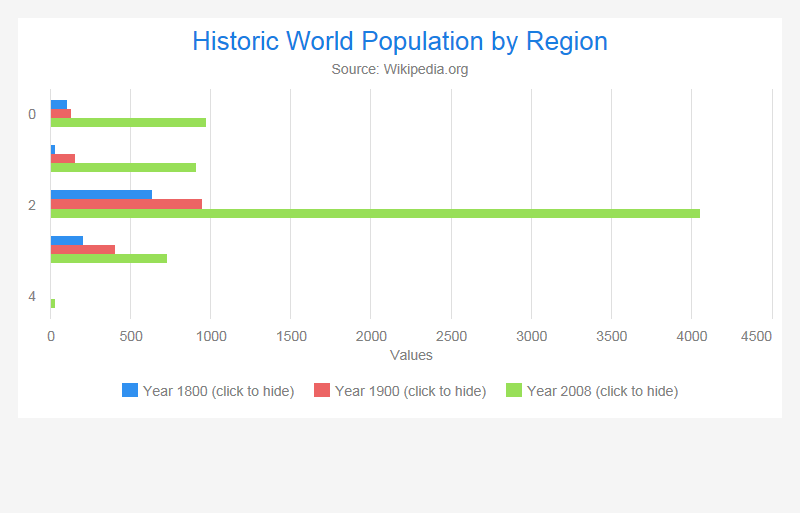 Historic World Population by Region
Source: Wikipedia.org
0
2
4
0 500 1000 1500 2000 2500 3000 3500 4000 4500
Values
Year 1800 (click to hide) Year 1900 (click to hide) Year 2008 (click to hide)